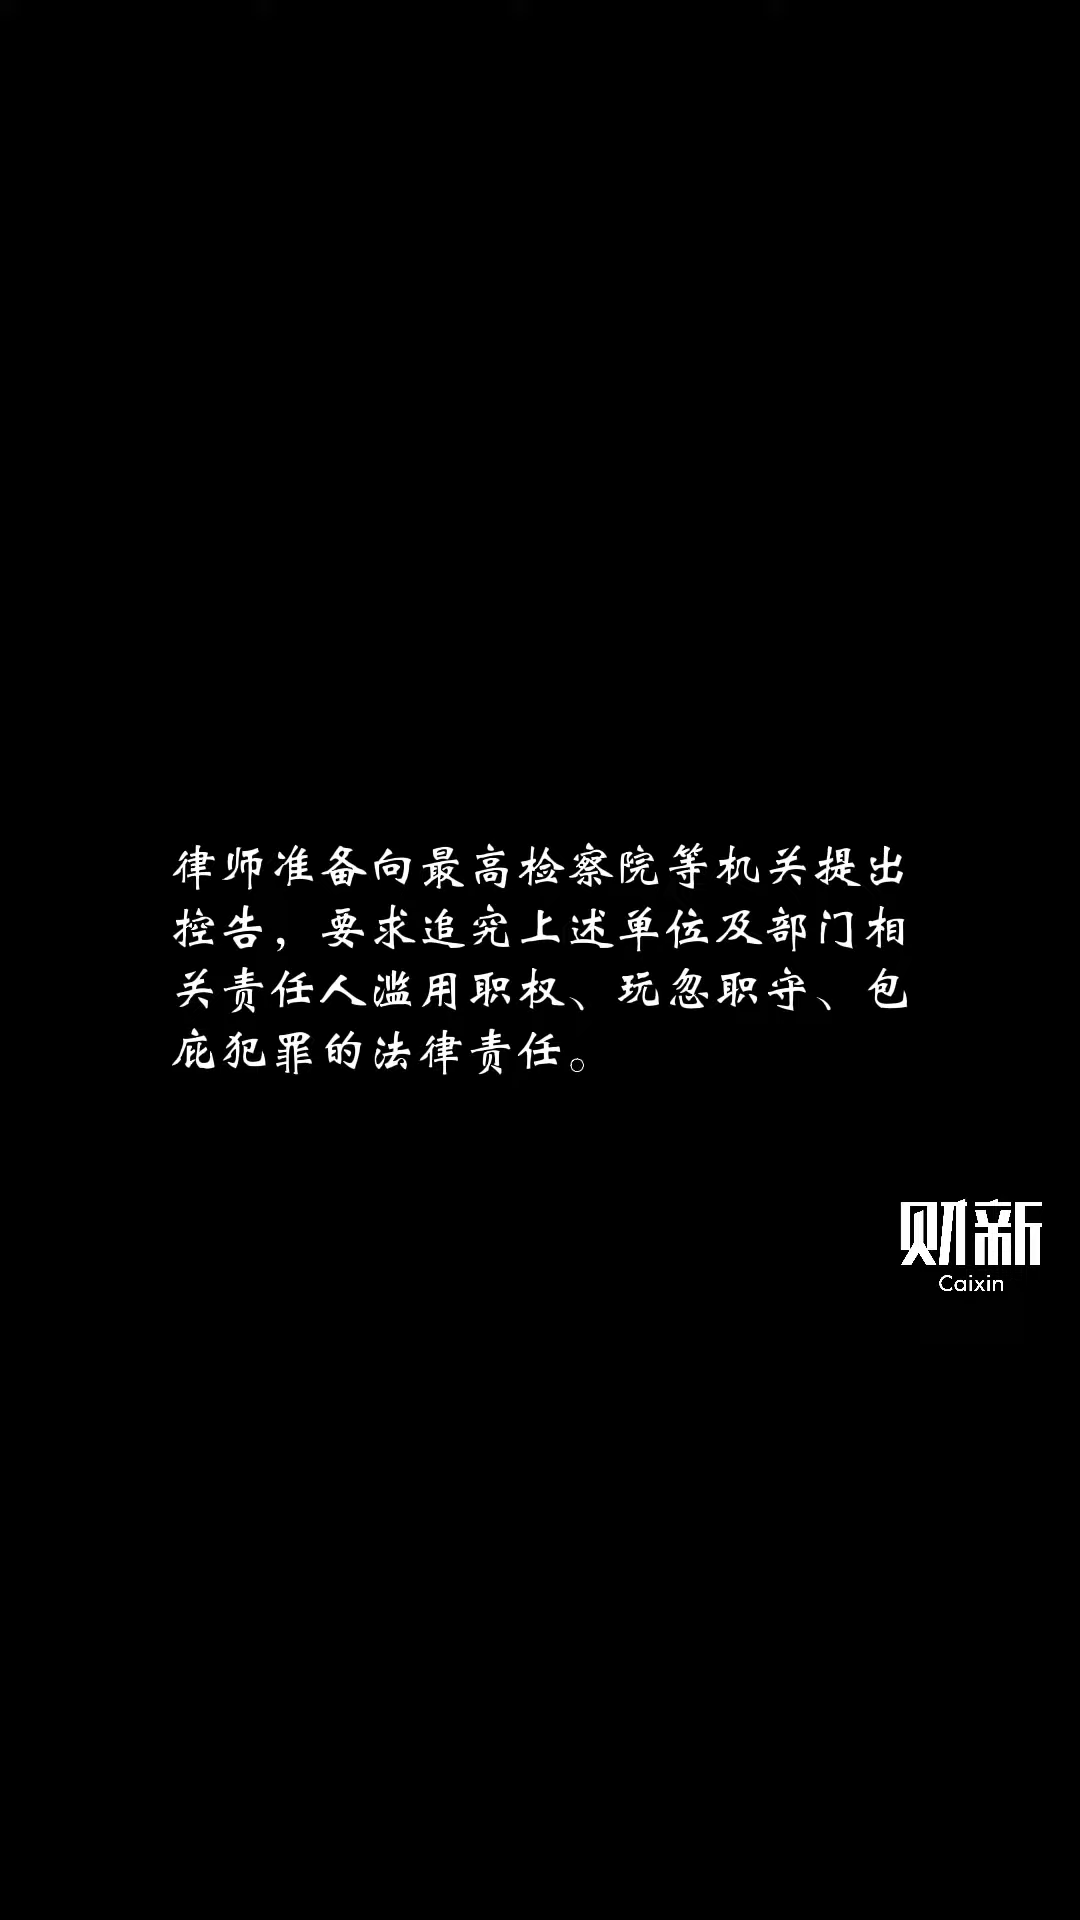 律师准备向最高检察院等机关提出
控告，要求追究上述单位及部门相
关责任人滥用职权、玩忽职守、包
庇犯罪的法律责任。
财新
Caixin